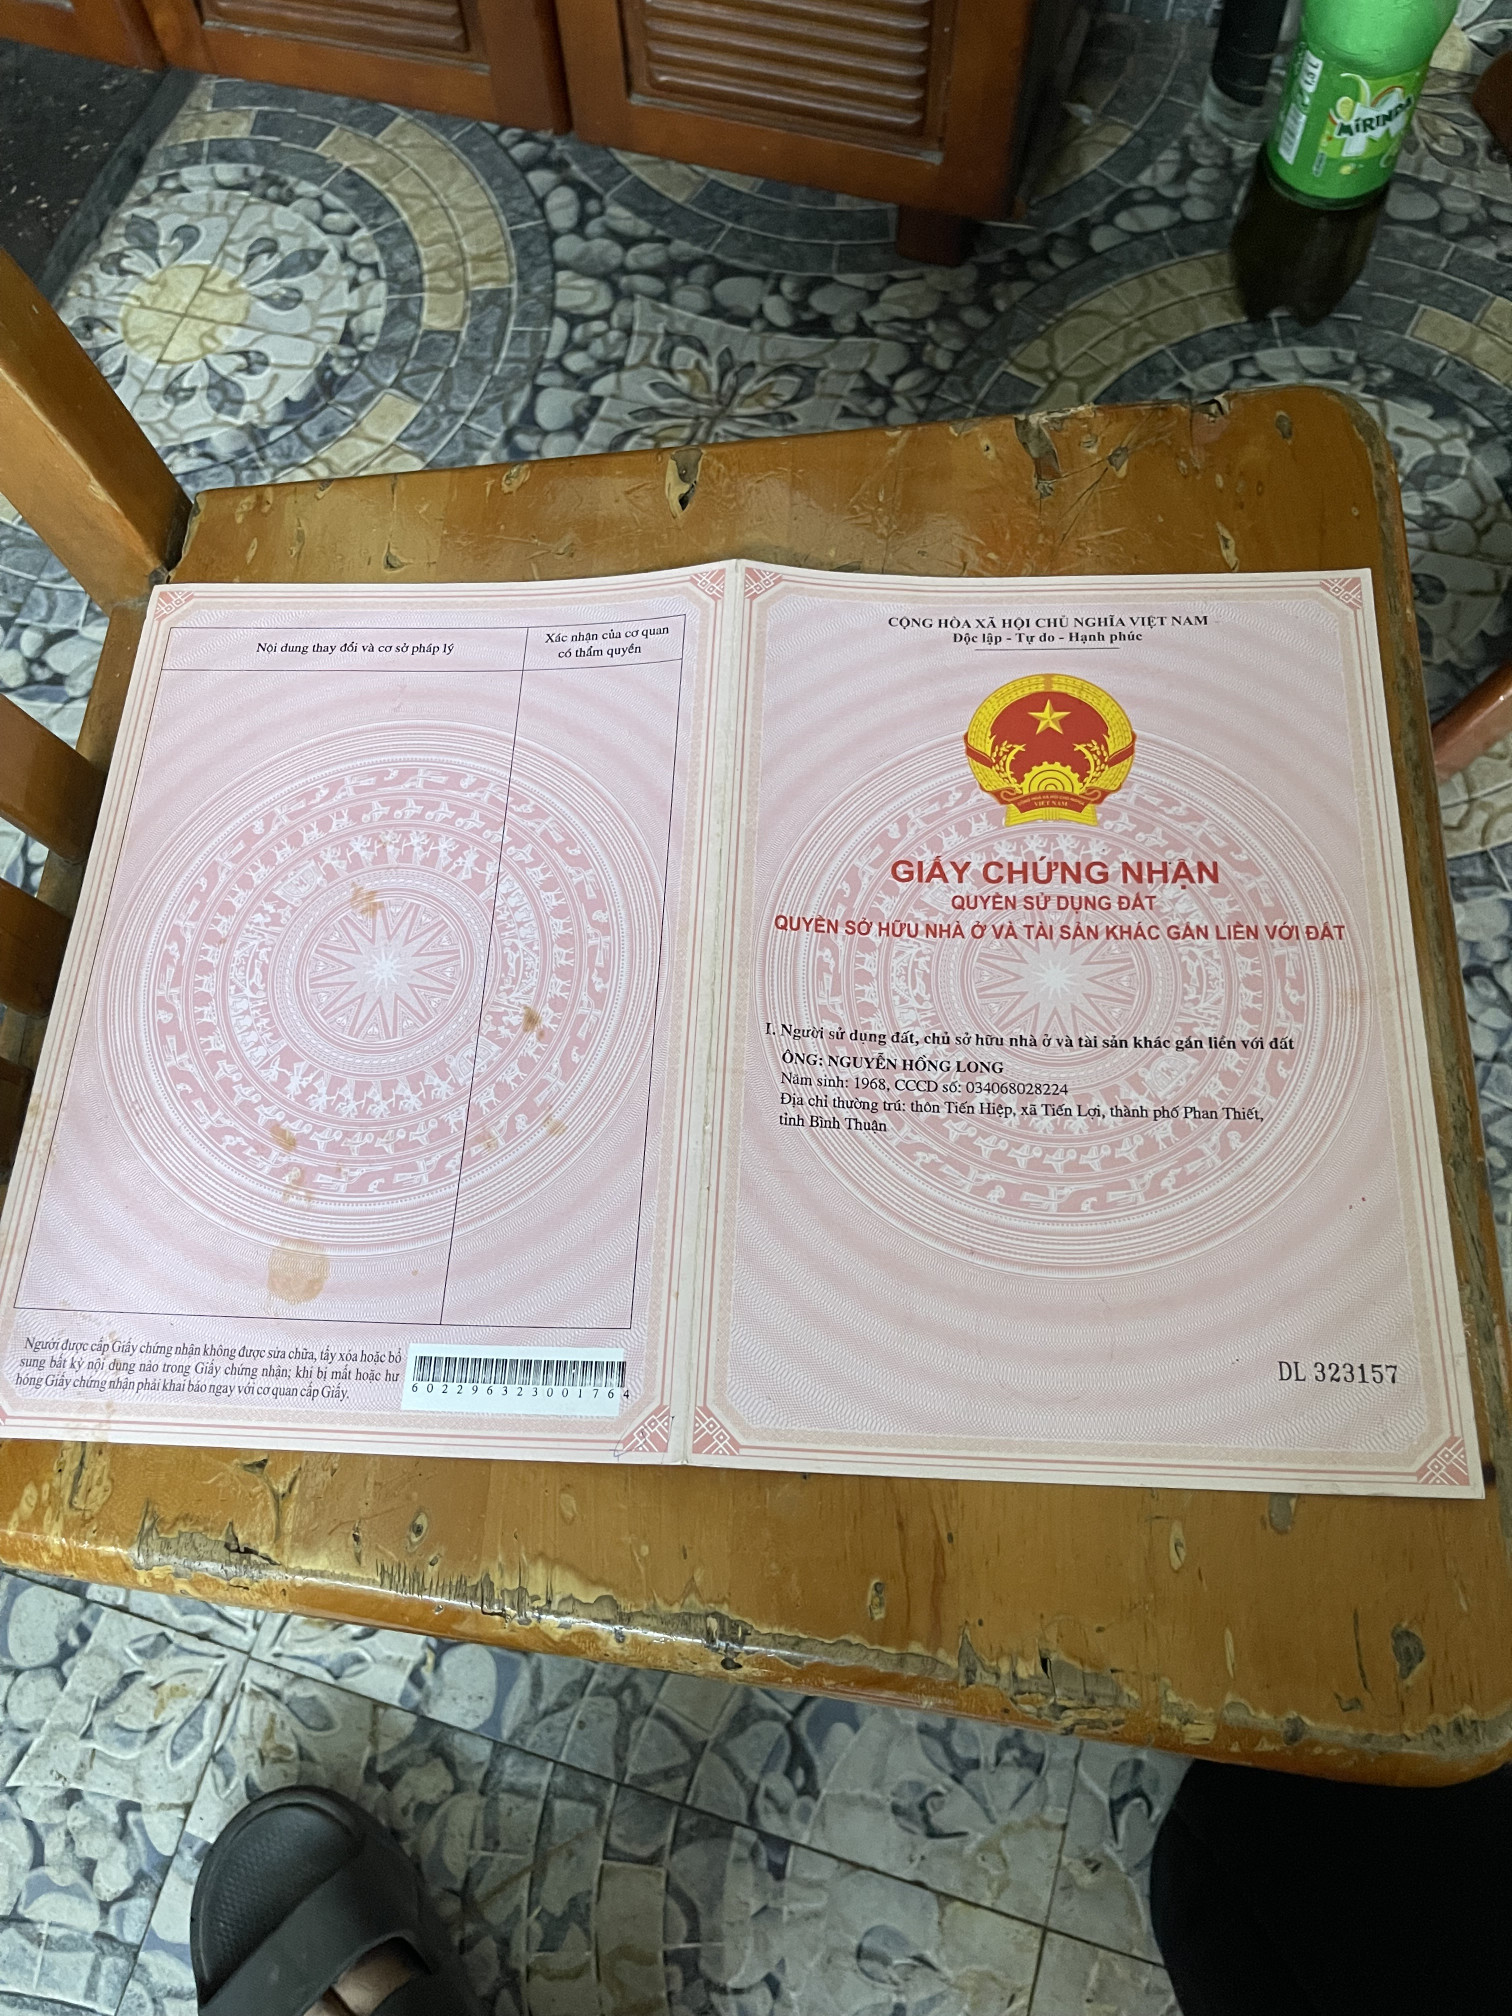 MiRINDA
1.5 L
Nội dung thay đổi và cơ sở pháp lý
Xác nhận của cơ quan
có thẩm quyền
Người được cấp Giấy chứng nhận không được sửa chữa, tẩy xóa hoặc bổ
sung bất kỳ nội dung nào trong Giấy chứng nhận; khi bị mất hoặc hư
hỏng Giấy chứng nhận phải khai báo ngay với cơ quan cấp Giấy.
602296323001764
CỘNG HÒA XÃ HỘI CHỦ NGHĨA VIỆT NAM
Độc lập - Tự do - Hạnh phúc
VIỆT NAM
GIẤY CHỨNG NHẬN
QUYỀN SỬ DỤNG ĐẤT
QUYỀN SỞ HỮU NHÀ Ở VÀ TÀI SẢN KHÁC GẮN LIỀN VỚI ĐẤT
I. Người sử dụng đất, chủ sở hữu nhà ở và tài sản khác gắn liền với đất
ÔNG: NGUYỄN HỒNG LONG
Năm sinh: 1968, CCCD số: 034068028224
Địa chỉ thường trú: thôn Tiến Hiệp, xã Tiến Lợi, thành phố Phan Thiết,
tỉnh Bình Thuận
DL 323157